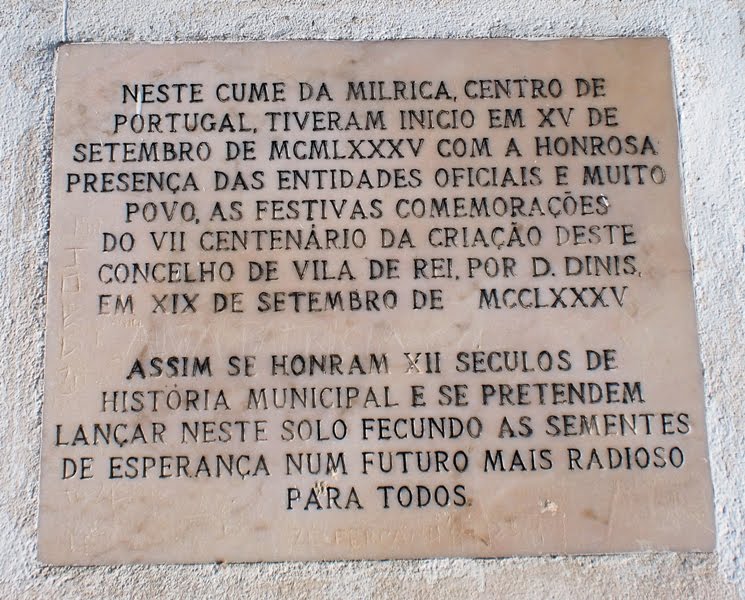 NESTE CUME DA MILRICA, CENTRO DE
PORTUGAL, TIVERAM INICIO EM XV DE
SETEMBRO DE MCMLXXXV COM A HONROSA
PRESENÇA DAS ENTIDADES OFICIAIS E MUITO
POVO, AS FESTIVAS COMEMORAÇÕES
DO VII CENTENÁRIO DA CRIAÇÃO DESTE
CONCELHO DE VILA DE REI, POR D. DINIS,
EM XIX DE SETEMBRO DE MCCLXXXV
ASSIM SE HONRAM XII SECULOS DE
HISTÓRIA MUNICIPAL E SE PRETENDEM
LANÇAR NESTE SOLO FECUNDO AS SEMENTES
DE ESPERANÇA NUM FUTURO MAIS RADIOSO
PARA TODOS.